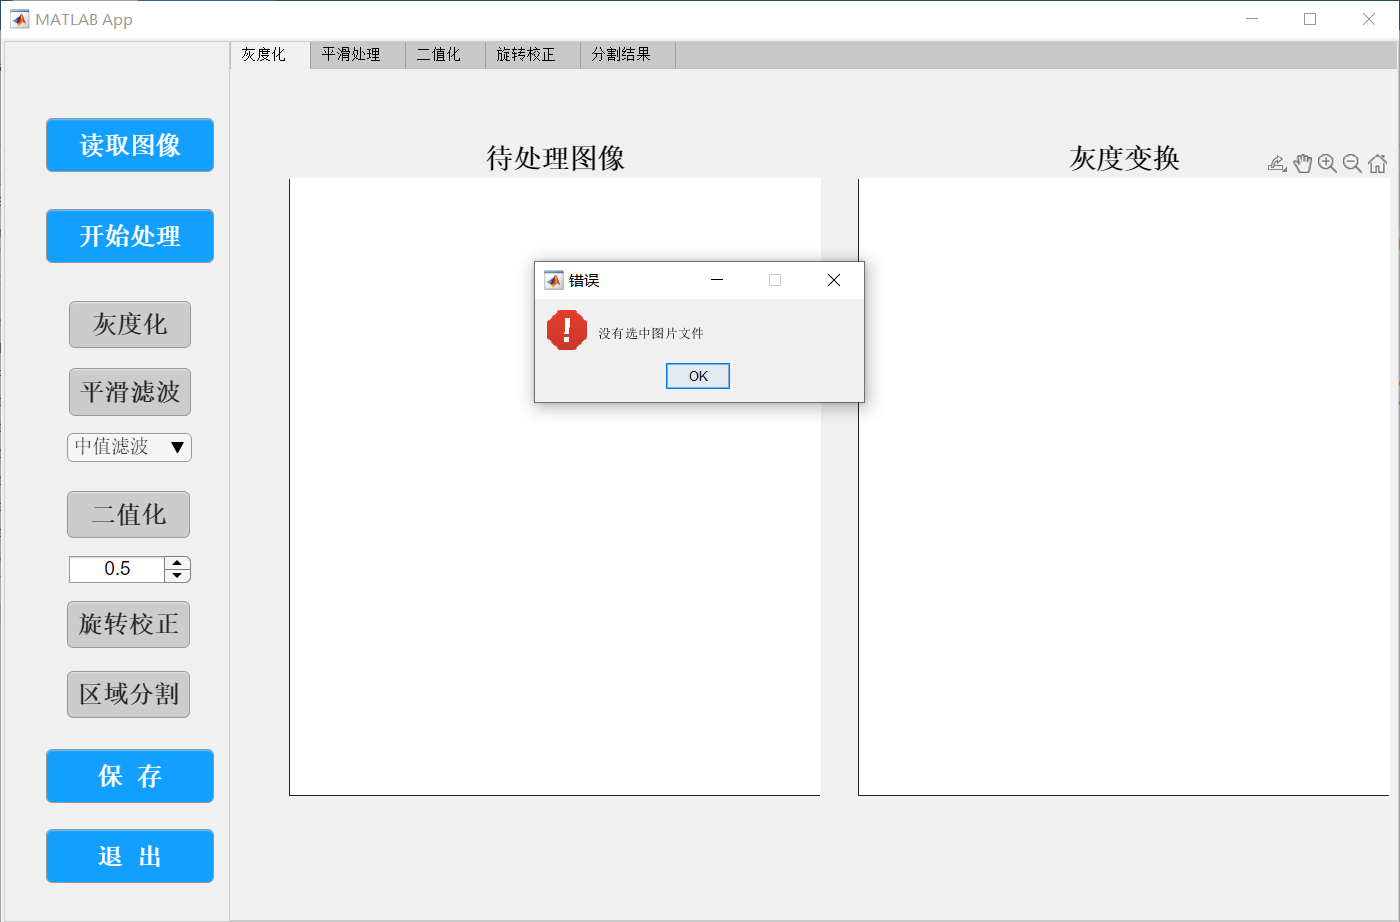 MATLAB App
灰度化
平滑处理
二值化
旋转校正
分割结果
读取图像
开始处理
灰度化
平滑滤波
中值滤波
二值化
0.5
旋转校正
区域分割
保 存
退 出
待处理图像
灰度变换
错误
没有选中图片文件
OK